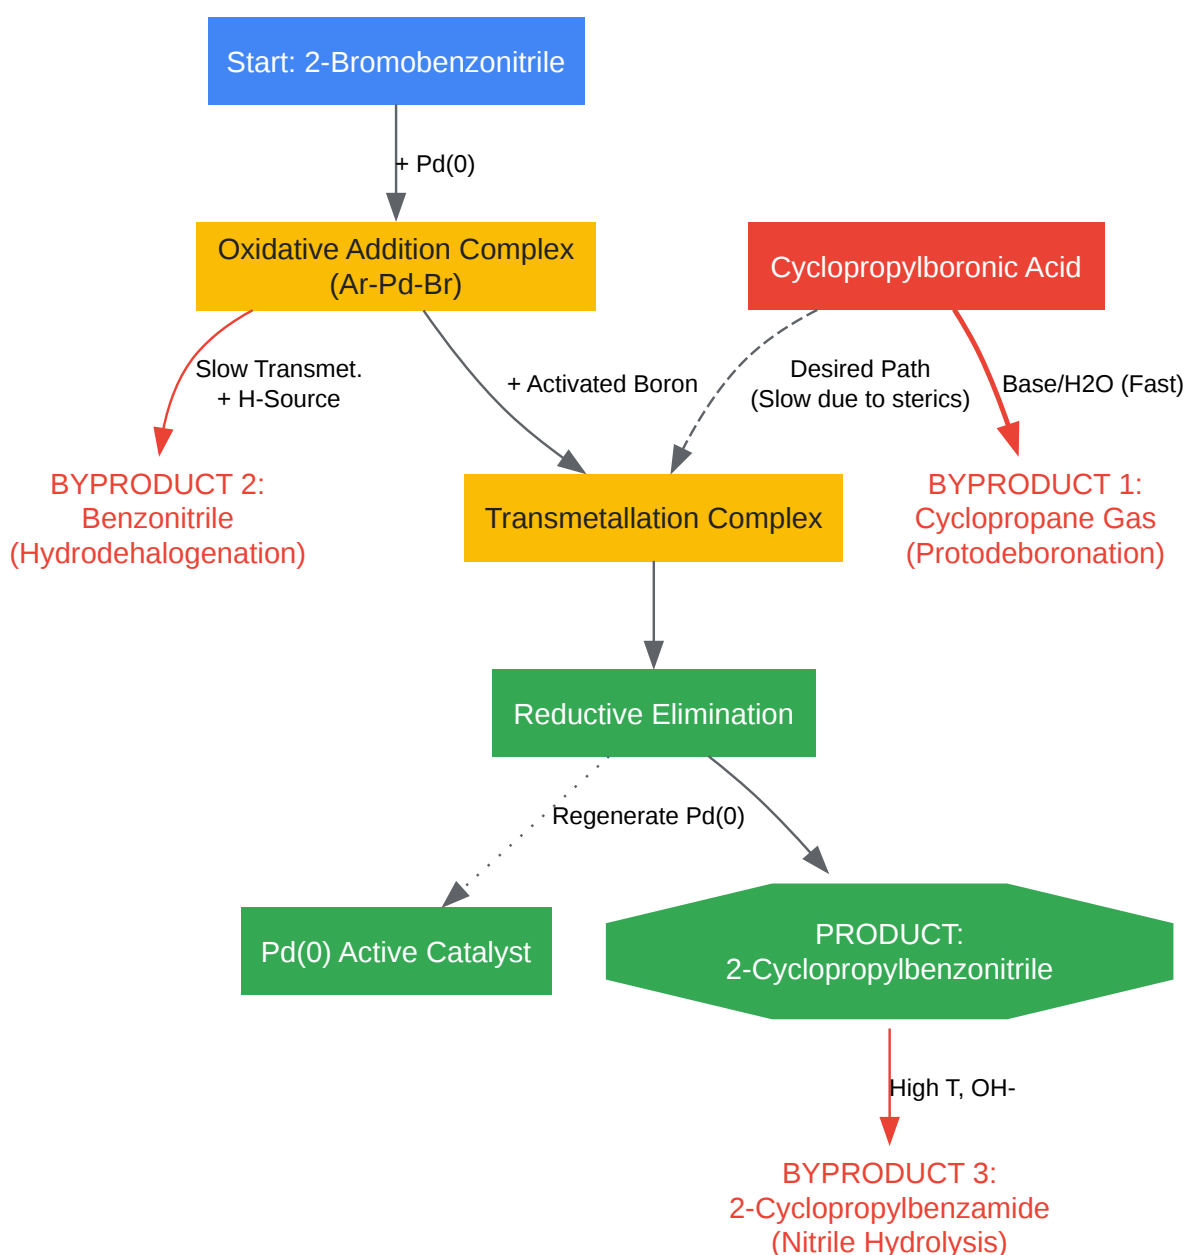 Start: 2-Bromobenzonitrile
+ Pd(0)
Oxidative Addition Complex
(Ar-Pd-Br)
Cyclopropylboronic Acid
Slow Transmet.
+ H-Source
+ Activated Boron
Desired Path
(Slow due to sterics)
Base/H2O (Fast)
BYPRODUCT 2:
Benzonitrile
(Hydrodehalogenation)
Transmetallation Complex
BYPRODUCT 1:
Cyclopropane Gas
(Protodeboronation)
Reductive Elimination
Regenerate Pd(0)
Pd(0) Active Catalyst
PRODUCT:
2-Cyclopropylbenzonitrile
High T, OH-
BYPRODUCT 3:
2-Cyclopropylbenzamide
(Nitrile Hydrolysis)